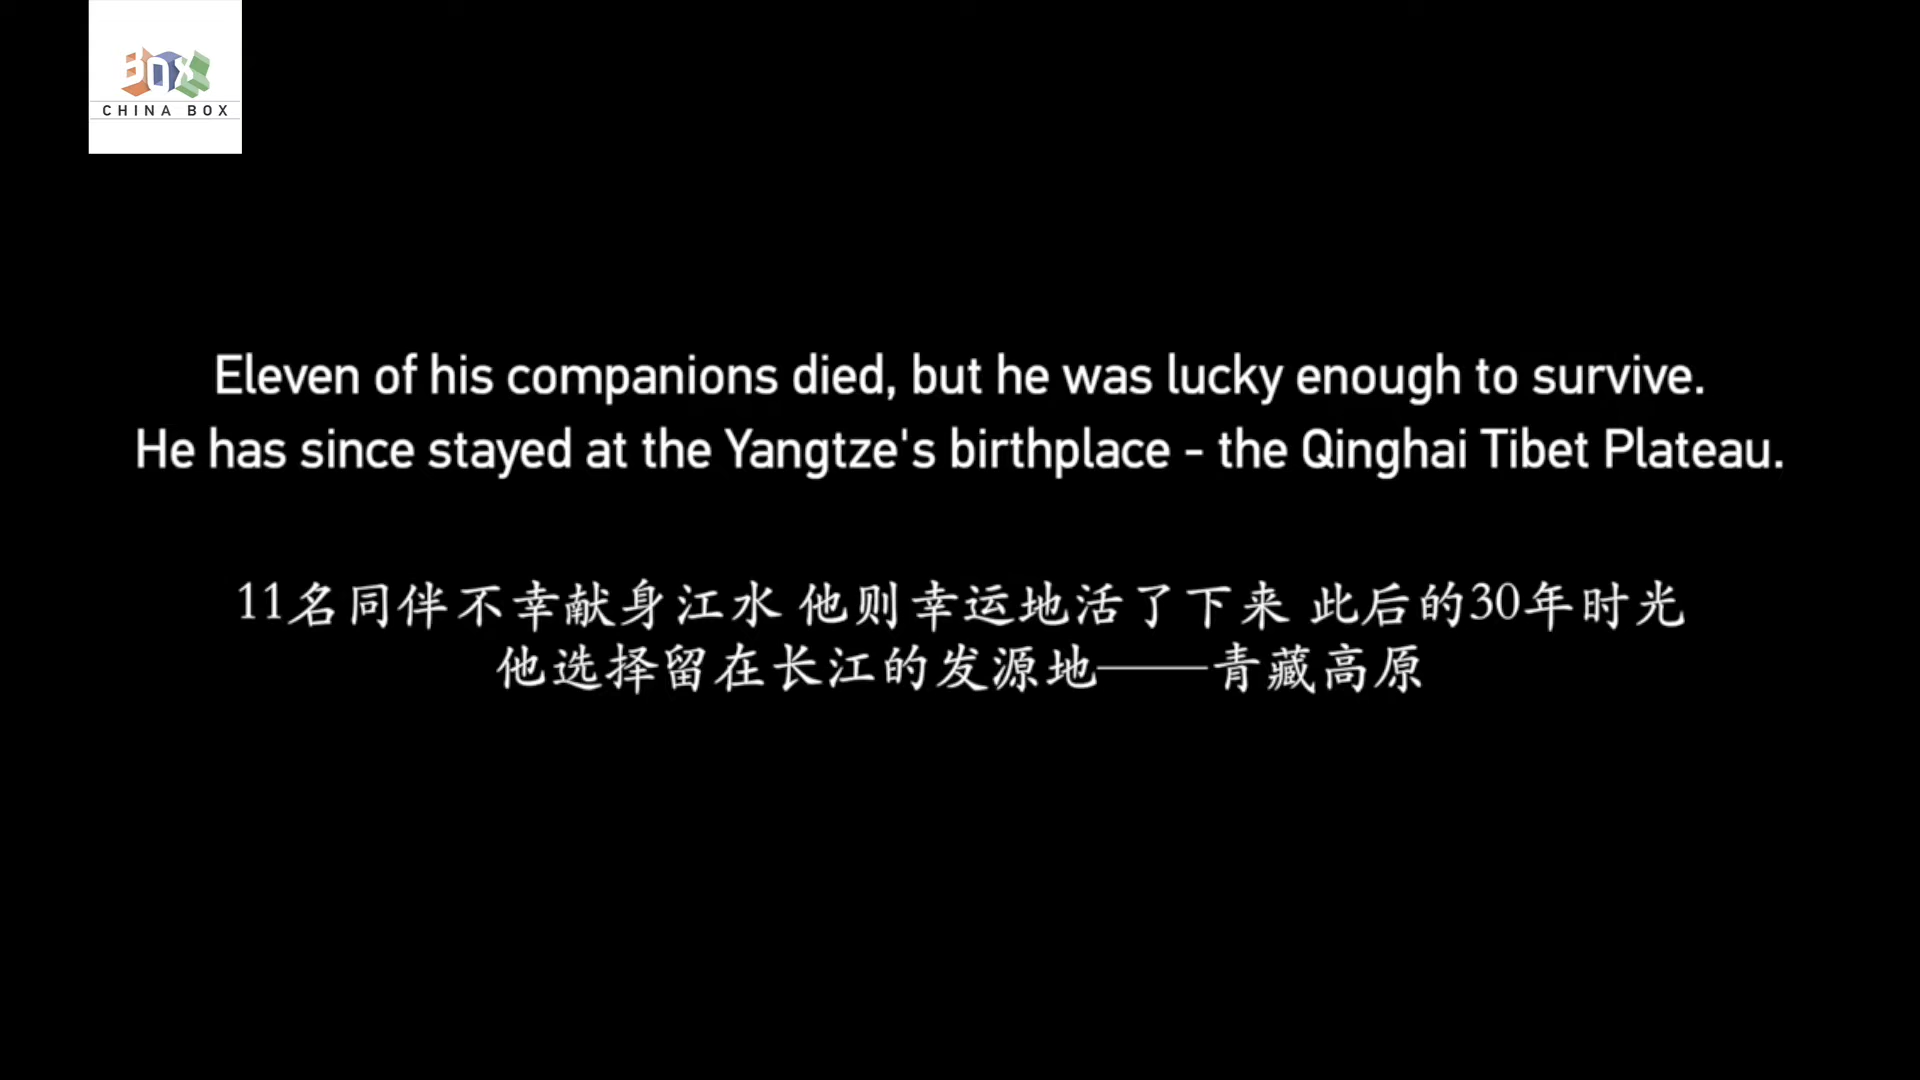 BOX
CHINA BOX
Eleven of his companions died, but he was lucky enough to survive.
He has since stayed at the Yangtze's birthplace - the Qinghai Tibet Plateau.
11名同伴不幸献身江水 他则幸运地活了下来 此后的30年时光
他选择留在长江的发源地——青藏高原